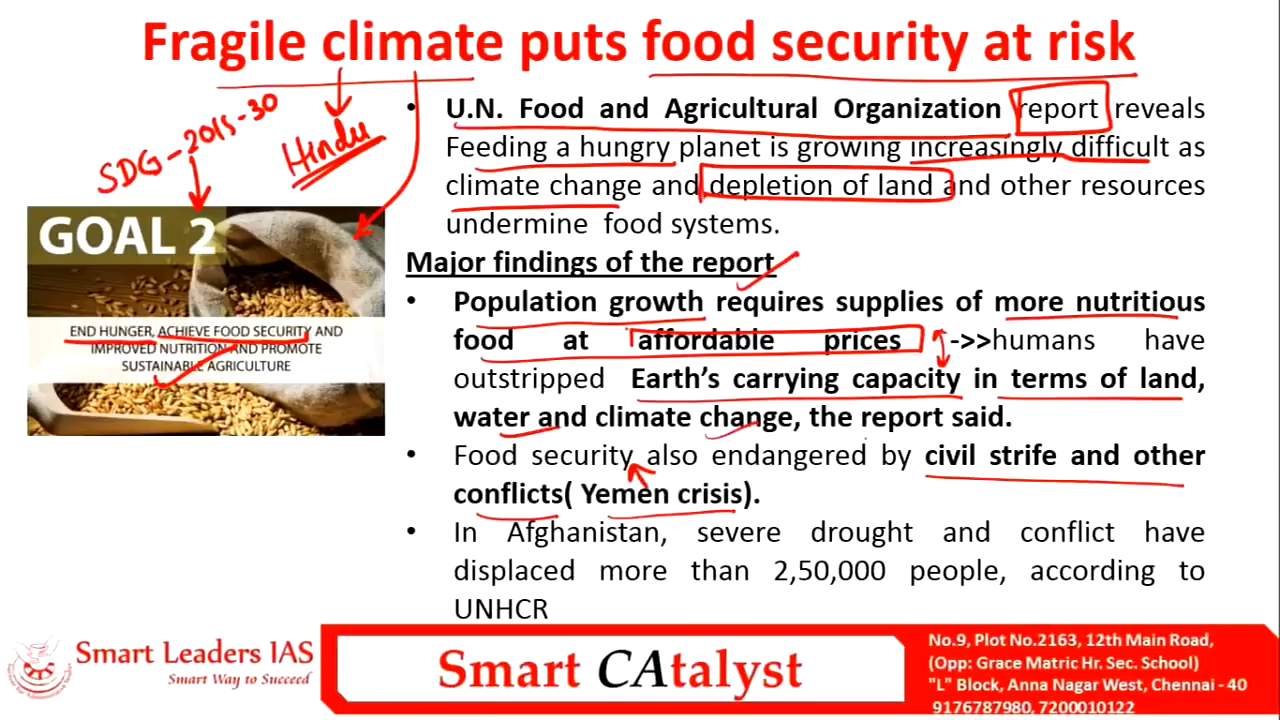 Fragile climate puts food security at risk
SDG-2015-30
Hindu
GOAL 2
END HUNGER, ACHIEVE FOOD SECURITY AND
IMPROVED NUTRITION AND PROMOTE
SUSTAINABLE AGRICULTURE
• U.N. Food and Agricultural Organization report reveals
Feeding a hungry planet is growing increasingly difficult as
climate change and depletion of land and other resources
undermine food systems.
Major findings of the report
• Population growth requires supplies of more nutritious
food at affordable prices ->>humans have
outstripped Earth’s carrying capacity in terms of land,
water and climate change, the report said.
• Food security also endangered by civil strife and other
conflicts( Yemen crisis).
• In Afghanistan, severe drought and conflict have
displaced more than 2,50,000 people, according to
UNHCR
Smart Leaders IAS
Smart Way to Succeed
Smart CAtalyst
No.9, Plot No.2163, 12th Main Road,
(Opp: Grace Matric Hr. Sec. School)
"L" Block, Anna Nagar West, Chennai - 40
9176787980, 7200010122